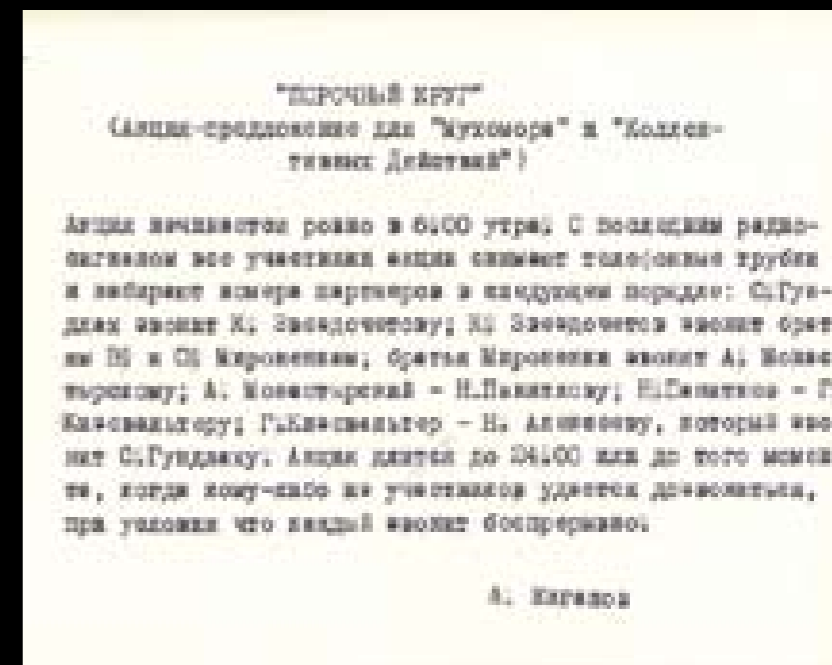 "ПОРОЧНЫЙ КРУГ"
(Акция-предложение для "Мухомора" и "Коллек-
тивных Действий")
Акция начинается ровно в 6.00 утра. С последним радио-
сигналом все участники акции снимают телефонные трубки
и набирают номера партнеров в следующем порядке: С.Гун-
длах звонит К. Звездочетову; К. Звездочетов звонит брать
ям В. и С. Мироненкам; братья Мироненки звонят А. Монас
тырскому; А. Монастырский - Н.Паниткову; Н.Панитков - Г.
Кизевальтеру; Г.Кизевальтер - Н. Алексееву, который зво
нит С.Гундлаху. Акция длится до 24.00 или до того момен
та, когда кому-либо из участников удастся дозвониться,
при условии что каждый звонит беспрерывно.
А.